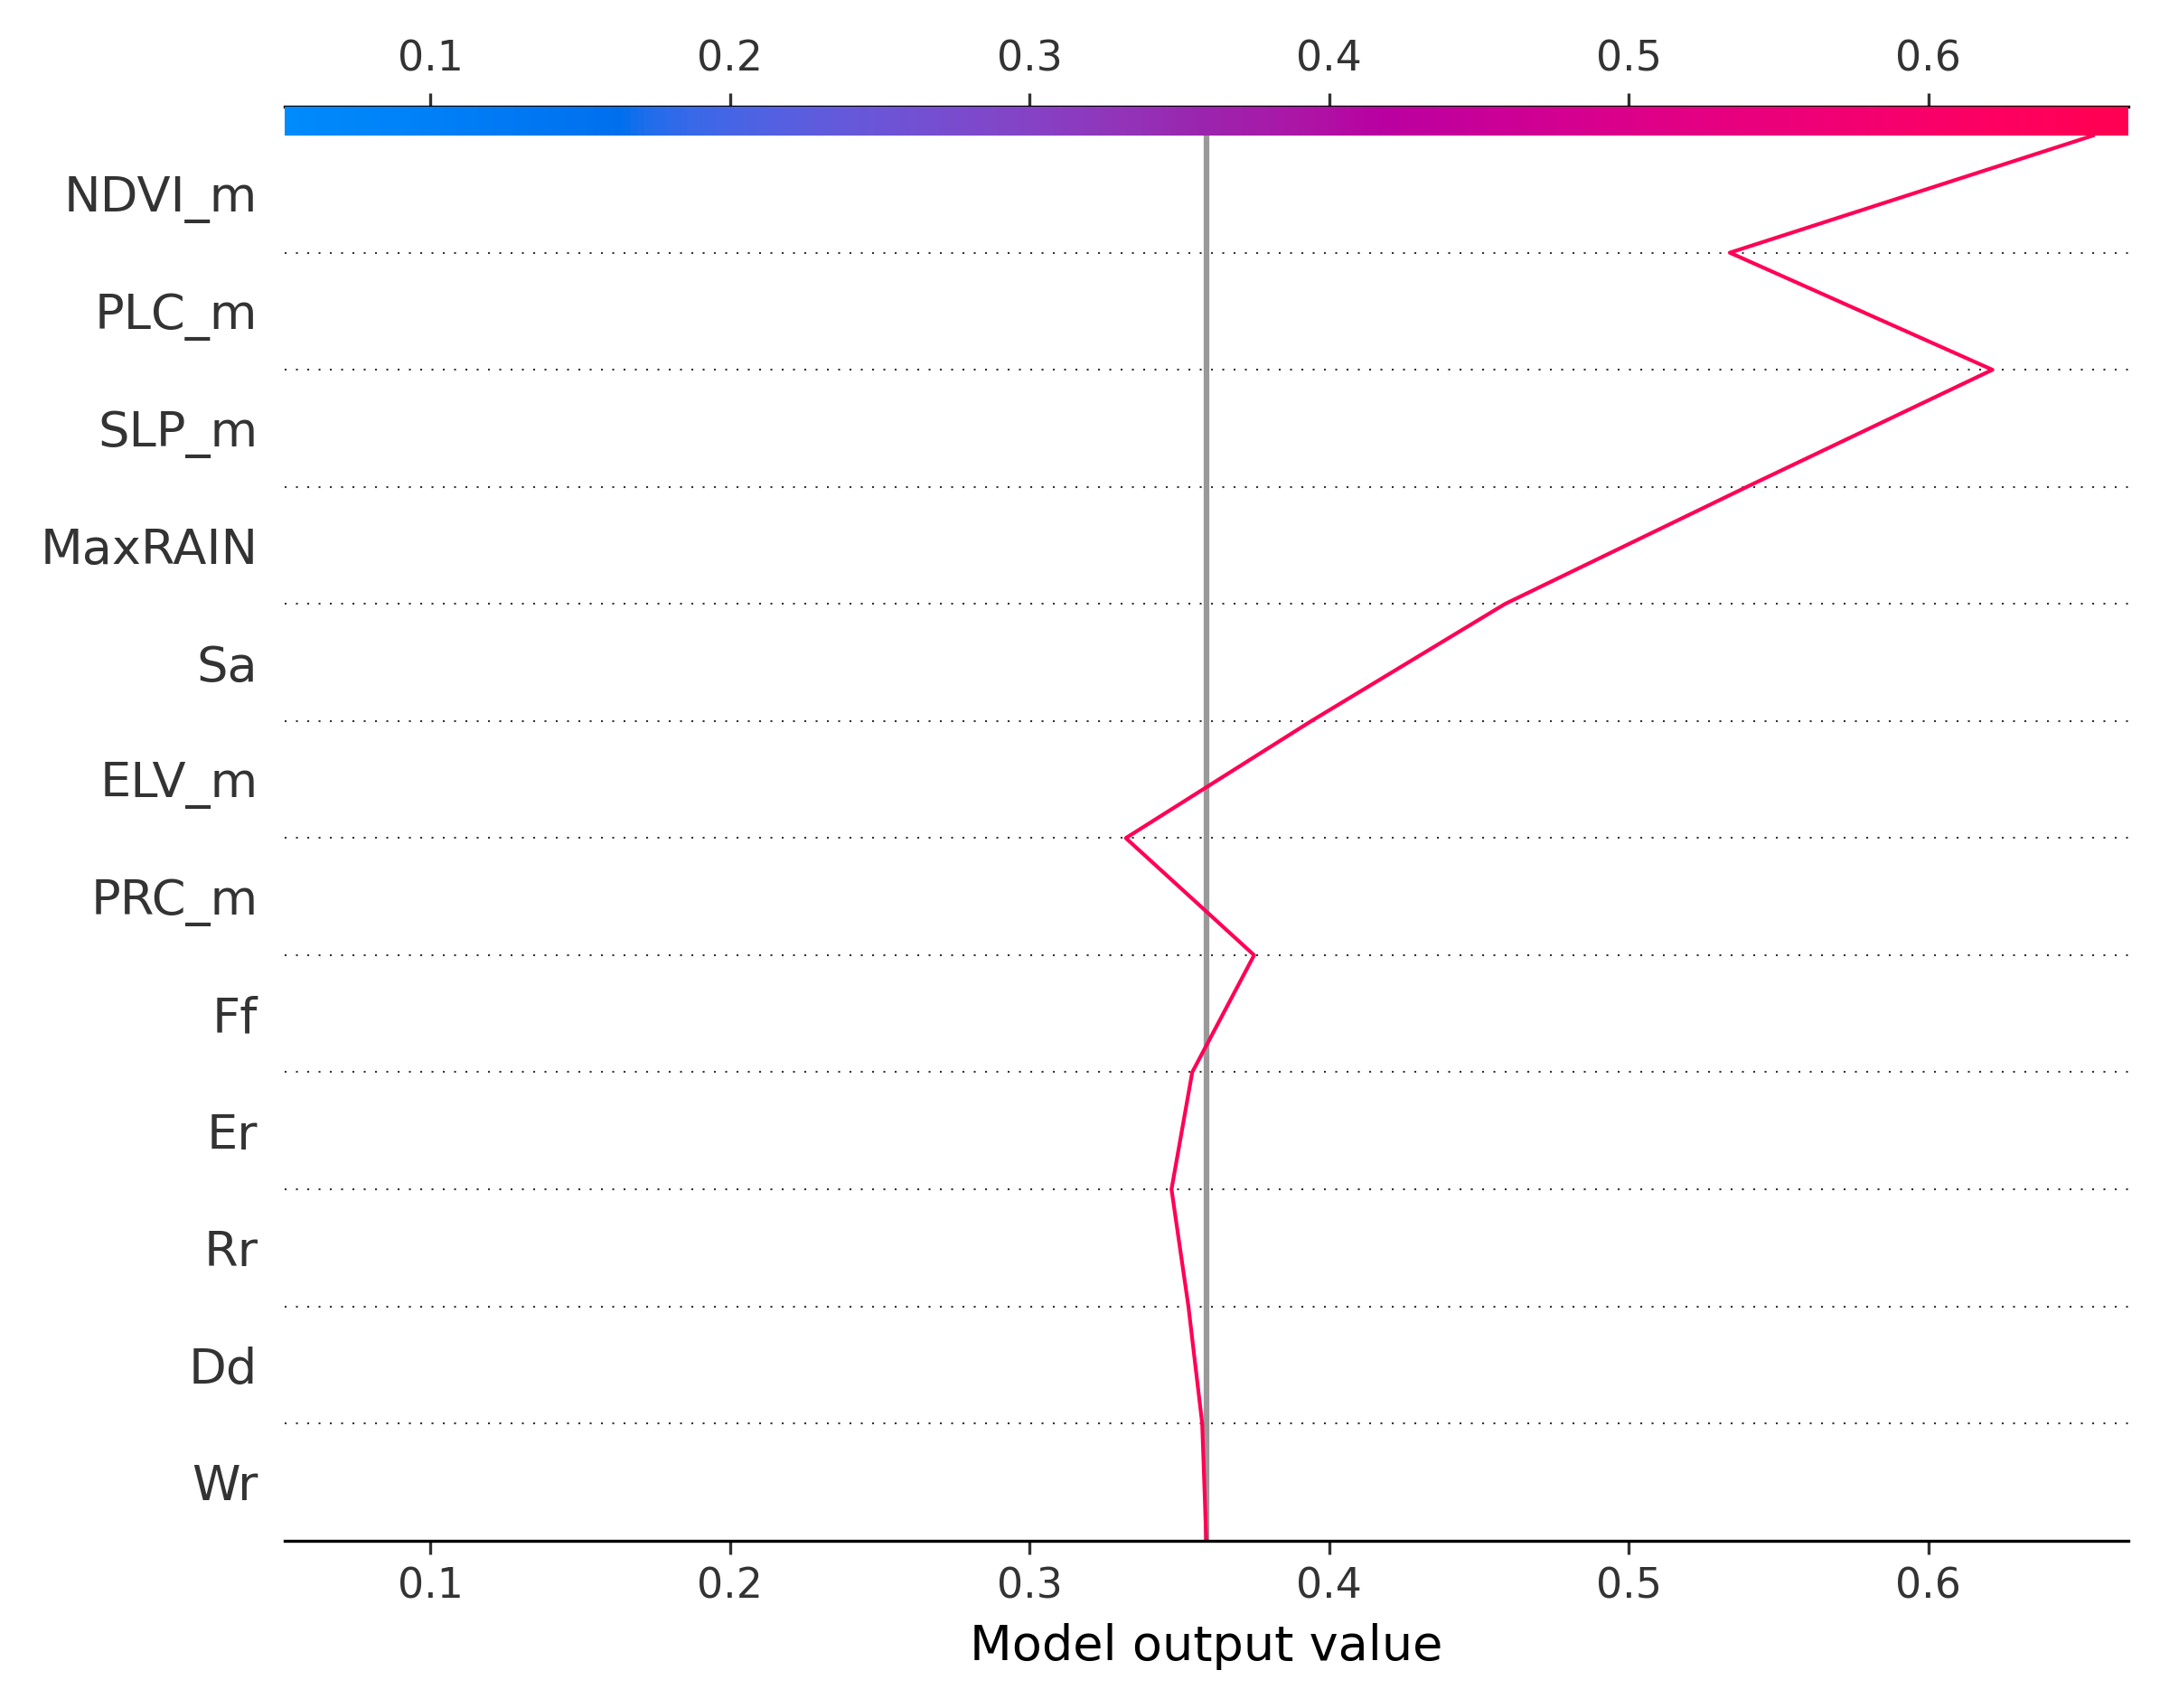 0.1 0.2 0.3 0.4 0.5 0.6
NDVI_m
PLC_m
SLP_m
MaxRAIN
Sa
ELV_m
PRC_m
Ff
Er
Rr
Dd
Wr
0.1 0.2 0.3 0.4 0.5 0.6
Model output value